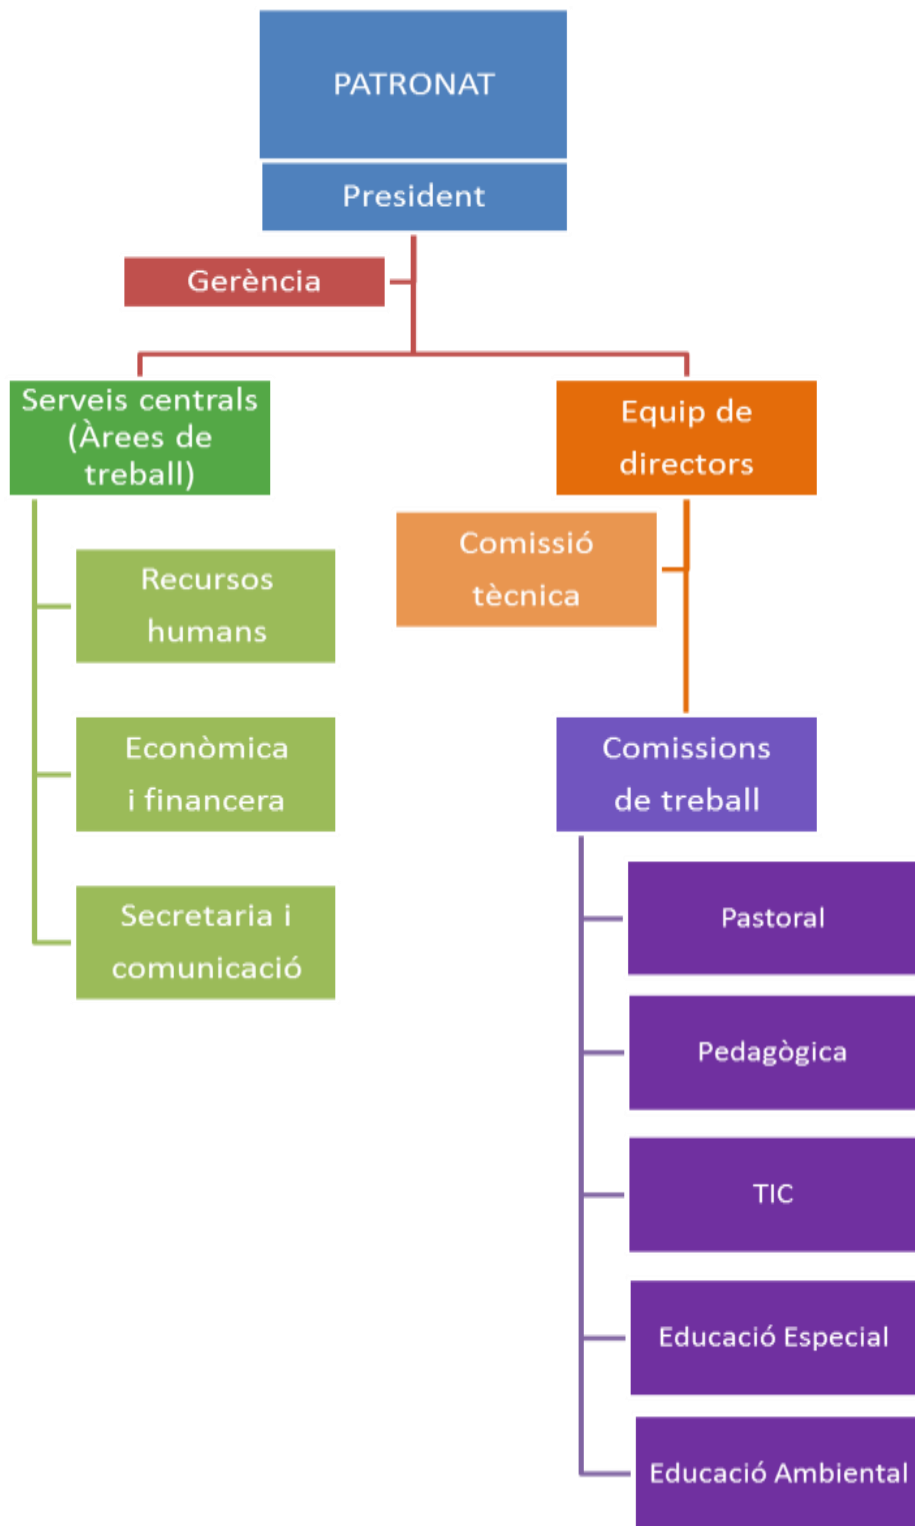 PATRONAT
President
Gerència
Serveis centrals
(Àrees de
treball)
Recursos
humans
Econòmica
i financera
Secretaria i
comunicació
Equip de
directors
Comissió
tècnica
Comissions
de treball
Pastoral
Pedagògica
TIC
Educació Especial
Educació Ambiental